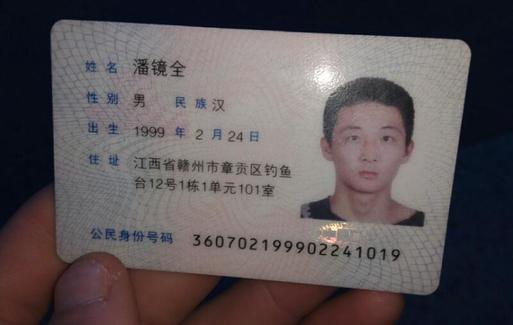 姓名 潘镜全
性别 男 民族 汉
出生 1999 年 2 月 24 日
住址 江西省赣州市章贡区钓鱼
台12号1栋1单元101室
公民身份号码 360702199902241019